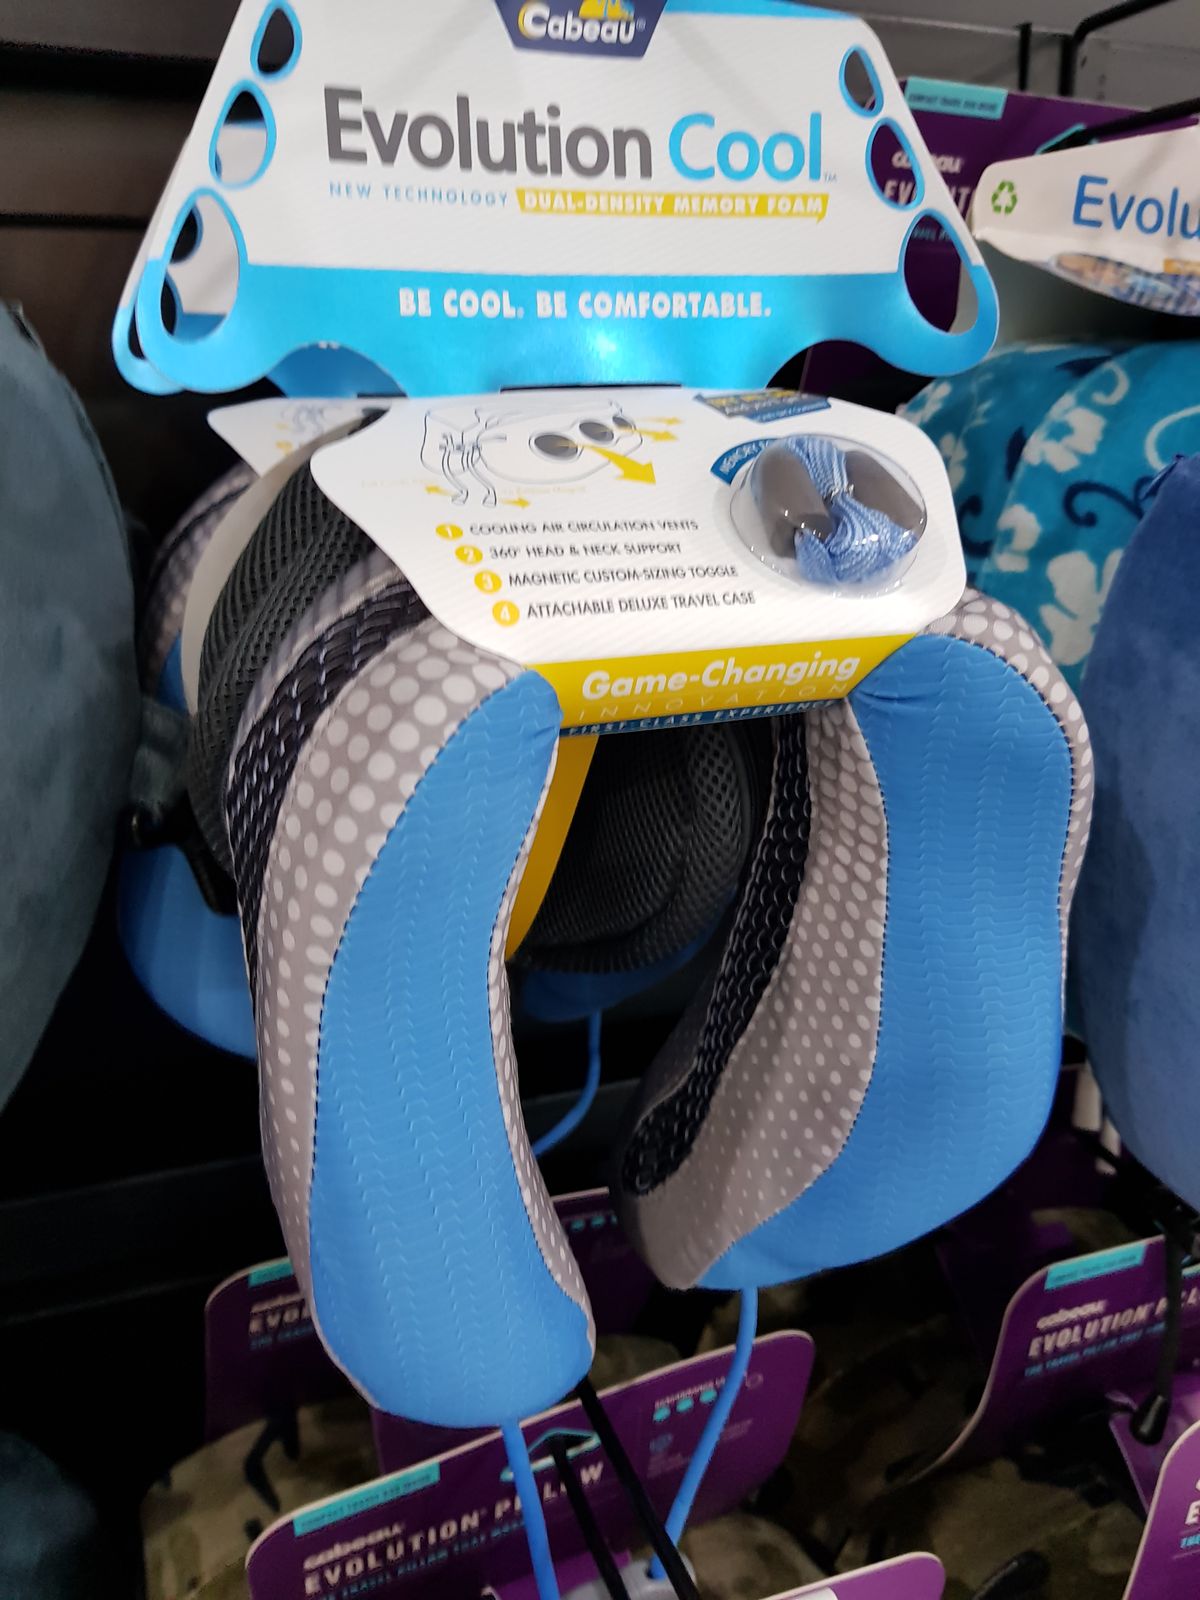 Cabeau®
Evolution Cool™
NEW TECHNOLOGY DUAL-DENSITY MEMORY FOAM
BE COOL. BE COMFORTABLE.
MEMORY
1 COOLING AIR CIRCULATION VENTS
2 360° HEAD & NECK SUPPORT
3 MAGNETIC CUSTOM-SIZING TOGGLE
4 ATTACHABLE DELUXE TRAVEL CASE
Game-Changing
INNOVATION
FIRST-CLASS EXPERIENCE
Evolu
cabeau
EVOLUTION®
cabeau
EVOLUTION® PILLOW